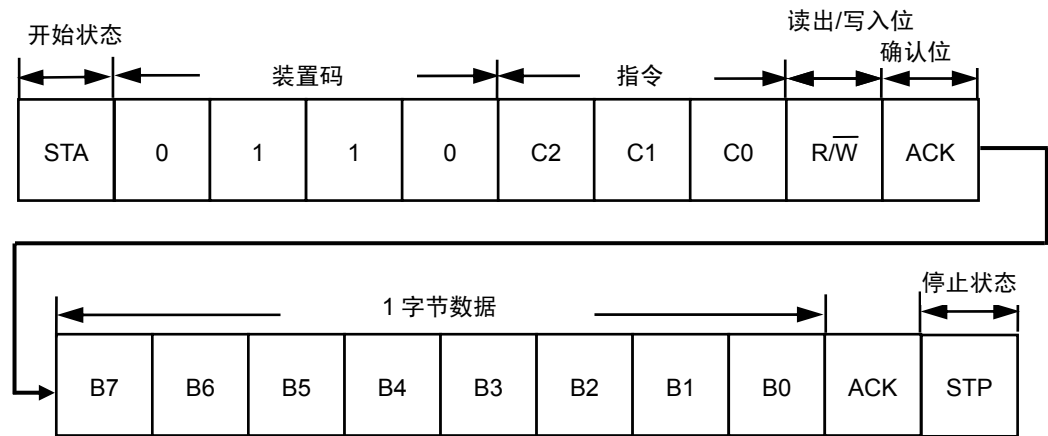 开始状态 装置码 指令 读出/写入位 确认位
STA 0 1 1 0 C2 C1 C0 R/W̅ ACK
1 字节数据 停止状态
B7 B6 B5 B4 B3 B2 B1 B0 ACK STP